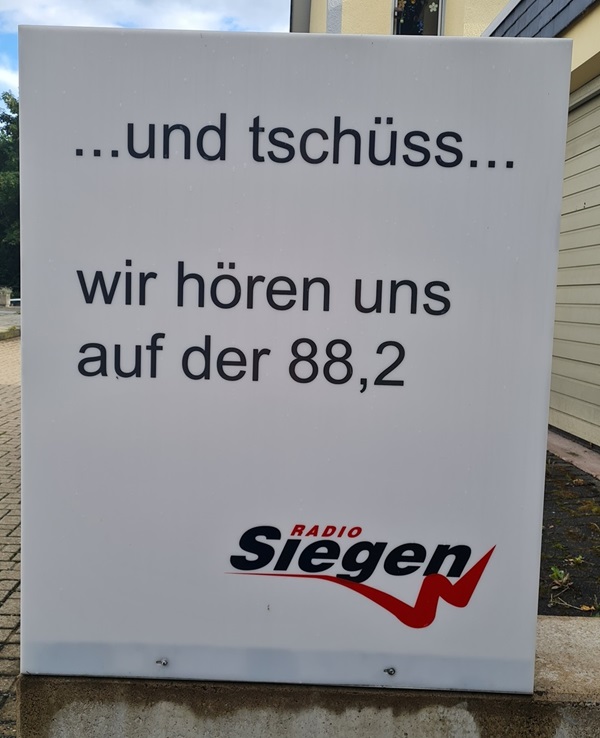 ...und tschüss...
wir hören uns
auf der 88,2
RADIO
Siegen